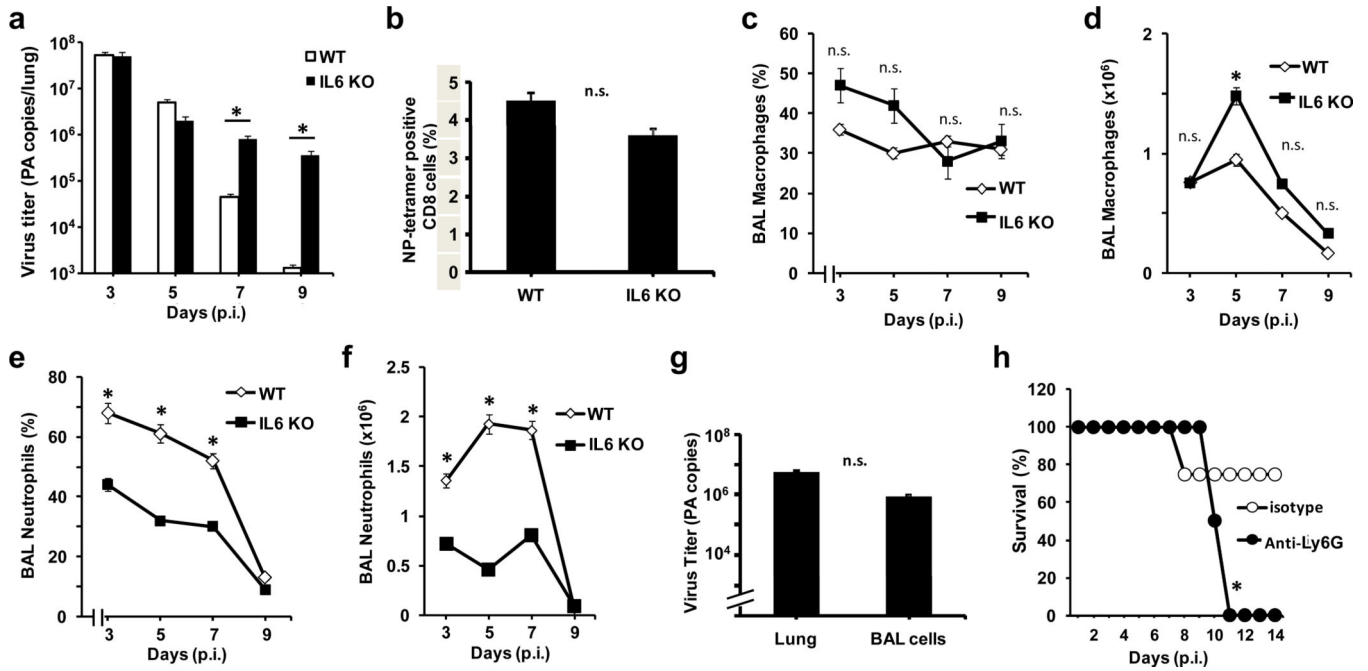 a
Virus titer (PA copies/lung)
10⁸
10⁷
10⁶
10⁵
10⁴
10³
WT
IL6 KO
*
*
3 5 7 9
Days (p.i.)
b
NP-tetramer positive
CD8 cells (%)
5
4
3
2
1
0
n.s.
WT IL6 KO
c
BAL Macrophages (%)
60
50
40
30
20
10
0
n.s.
n.s.
n.s.
n.s.
WT
IL6 KO
3 5 7 9
Days (p.i.)
d
BAL Macrophages (x10⁶)
2
1
0
n.s.
*
n.s.
n.s.
WT
IL6 KO
3 5 7 9
Days (p.i.)
e
BAL Neutrophils (%)
80
60
40
20
0
*
*
*
WT
IL6 KO
3 5 7 9
Days (p.i.)
f
BAL Neutrophils (x10⁶)
2.5
2
1.5
1
0.5
0
*
*
*
WT
IL6 KO
3 5 7 9
Days (p.i.)
g
Virus Titer (PA copies)
10⁸
10⁶
10⁴
n.s.
Lung BAL cells
h
Survival (%)
120
100
80
60
40
20
0
isotype
Anti-Ly6G
*
2 4 6 8 10 12 14
Days (p.i.)